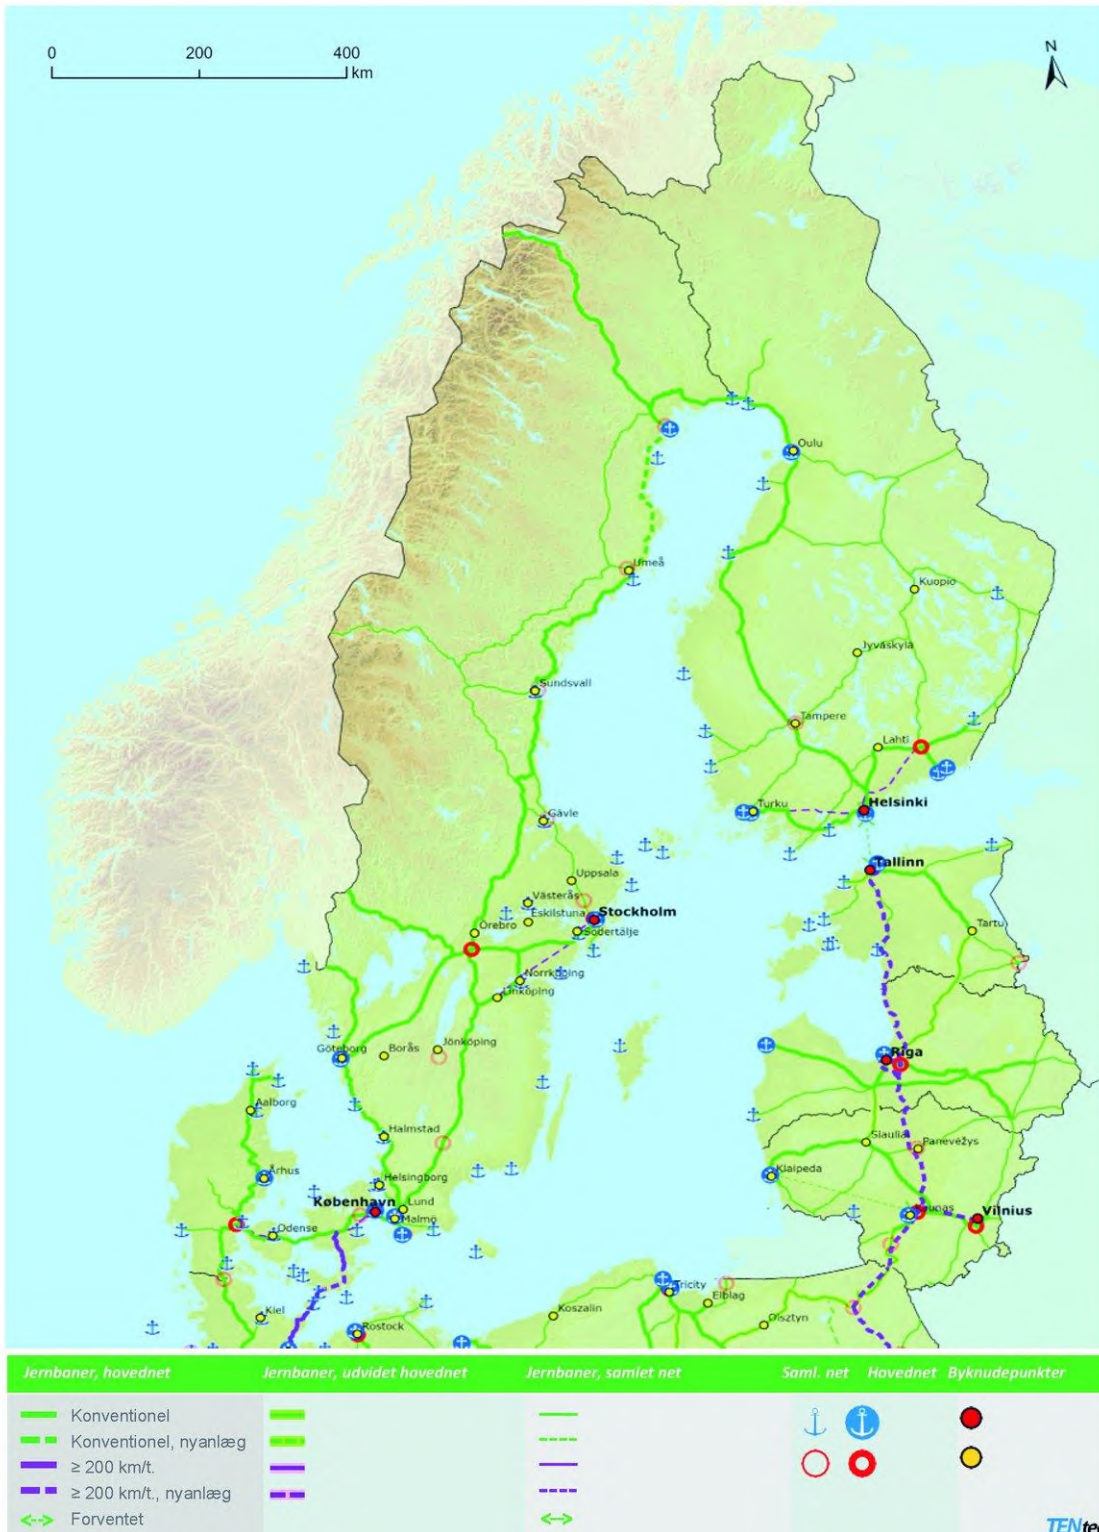 0 200 400
km
N
Oulu
Umeå
Kuopio
Jyväskylä
Sundsvall
Tampere
Lahti
Turku
Helsinki
Gävle
Tallinn
Uppsala
Västerås
Eskilstuna
Stockholm
Örebro
Södertälje
Tartu
Norrköping
Linköping
Göteborg
Borås
Jönköping
Rīga
Aalborg
Halmstad
Siauliai
Panevėžys
Århus
Helsingborg
Klaipeda
København
Lund
Malmö
Kaunas
Vilnius
Odense
Tricity
Elblag
Kiel
Koszalin
Olsztyn
Rostock
Jernbaner, hovednet Jernbaner, udvidet hovednet Jernbaner, samlet net Saml. net Hovednet Byknudepunkter
Konventionel
Konventionel, nyanlæg
≥ 200 km/t.
≥ 200 km/t., nyanlæg
Forventet